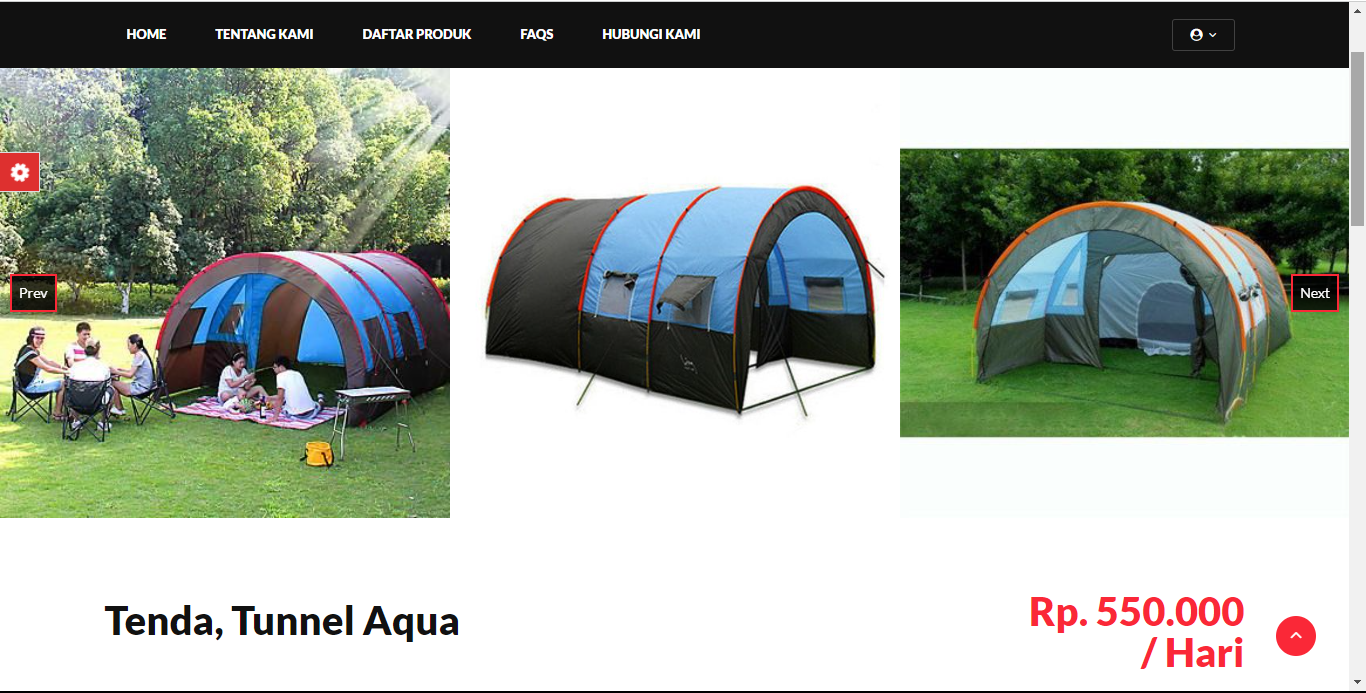 HOME TENTANG KAMI DAFTAR PRODUK FAQS HUBUNGI KAMI
Prev
Next
Tenda, Tunnel Aqua
Rp. 550.000
/ Hari